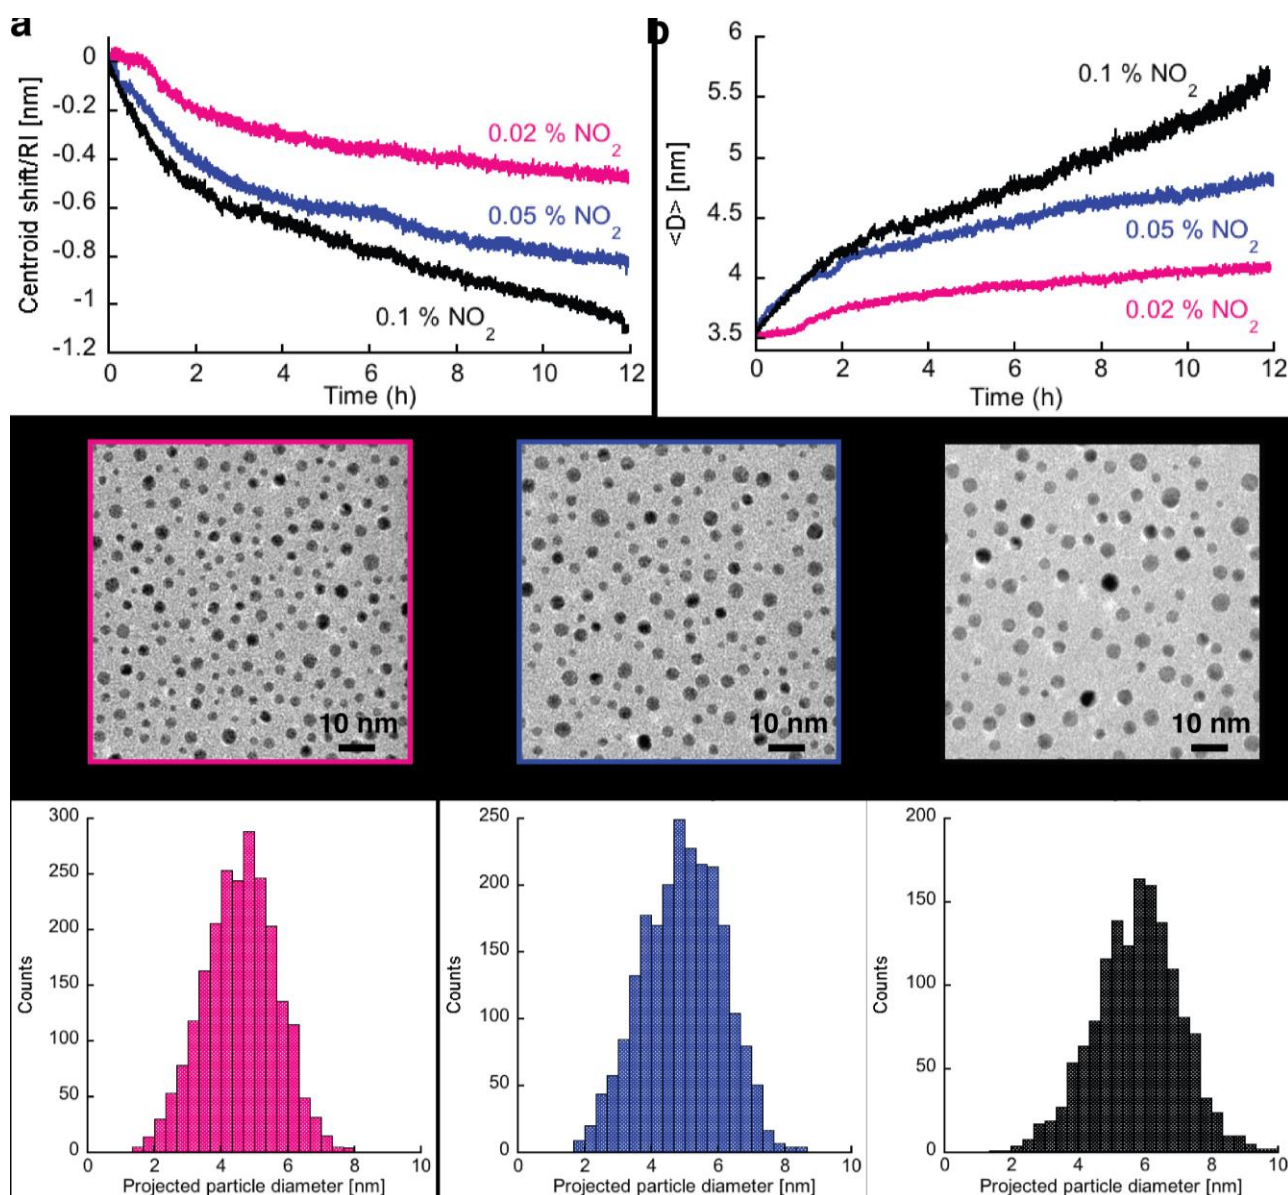 a
Centroid shift/RI [nm]
0
-0.2
-0.4
-0.6
-0.8
-1
-1.2
0.02 % NO2
0.05 % NO2
0.1 % NO2
0 2 4 6 8 10 12
Time (h)
b
<D> [nm]
6
5.5
5
4.5
4
3.5
0.1 % NO2
0.05 % NO2
0.02 % NO2
0 2 4 6 8 10 12
Time (h)
10 nm
10 nm
10 nm
Counts
300
250
200
150
100
50
0
0 2 4 6 8 10
Projected particle diameter [nm]
Counts
250
200
150
100
50
0
0 2 4 6 8 10
Projected particle diameter [nm]
Counts
200
150
100
50
0
0 2 4 6 8 10
Projected particle diameter [nm]